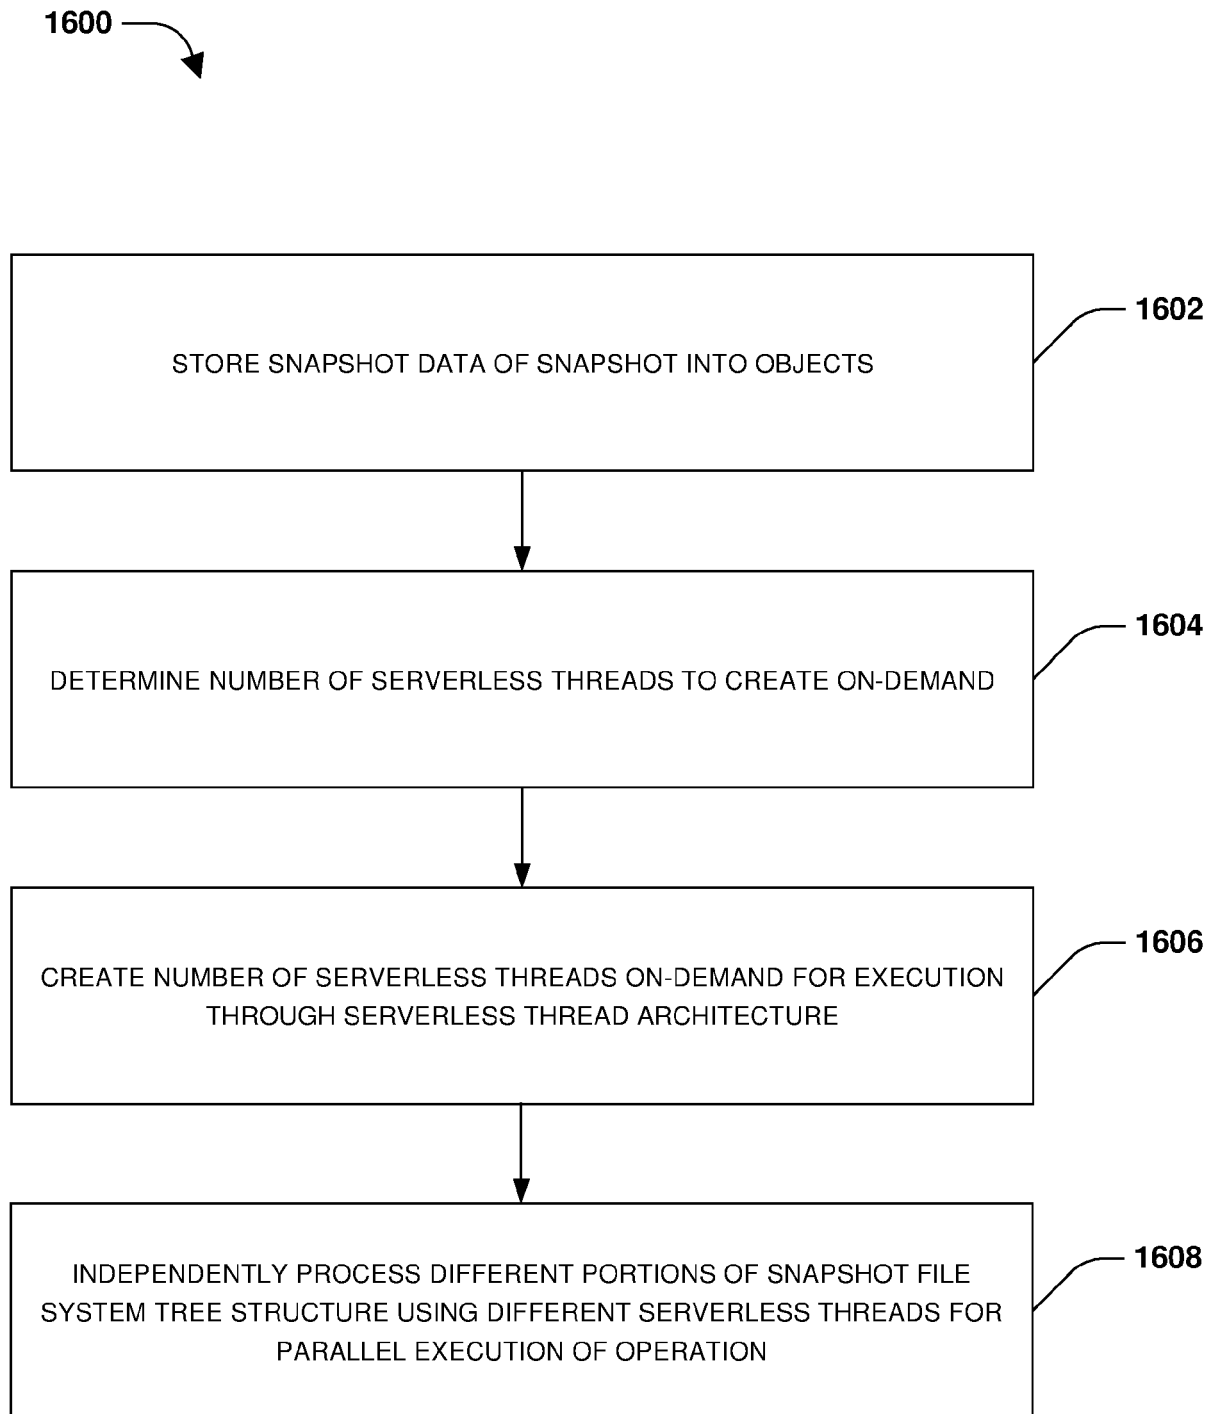 1600
STORE SNAPSHOT DATA OF SNAPSHOT INTO OBJECTS
1602
DETERMINE NUMBER OF SERVERLESS THREADS TO CREATE ON-DEMAND
1604
CREATE NUMBER OF SERVERLESS THREADS ON-DEMAND FOR EXECUTION
THROUGH SERVERLESS THREAD ARCHITECTURE
1606
INDEPENDENTLY PROCESS DIFFERENT PORTIONS OF SNAPSHOT FILE
SYSTEM TREE STRUCTURE USING DIFFERENT SERVERLESS THREADS FOR
PARALLEL EXECUTION OF OPERATION
1608